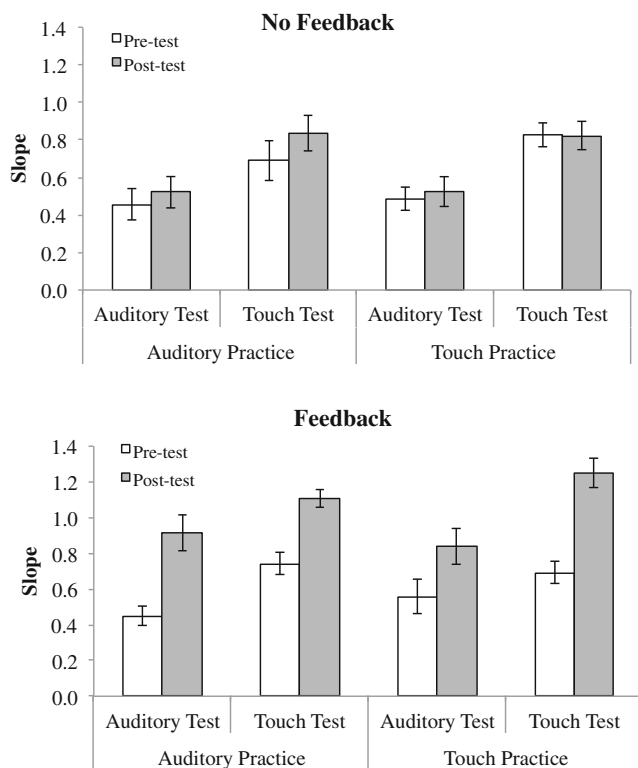 No Feedback
Pre-test
Post-test
Slope
1.4
1.2
1.0
0.8
0.6
0.4
0.2
0.0
Auditory Test Touch Test Auditory Test Touch Test
Auditory Practice Touch Practice
Feedback
Pre-test
Post-test
Slope
1.4
1.2
1.0
0.8
0.6
0.4
0.2
0.0
Auditory Test Touch Test Auditory Test Touch Test
Auditory Practice Touch Practice